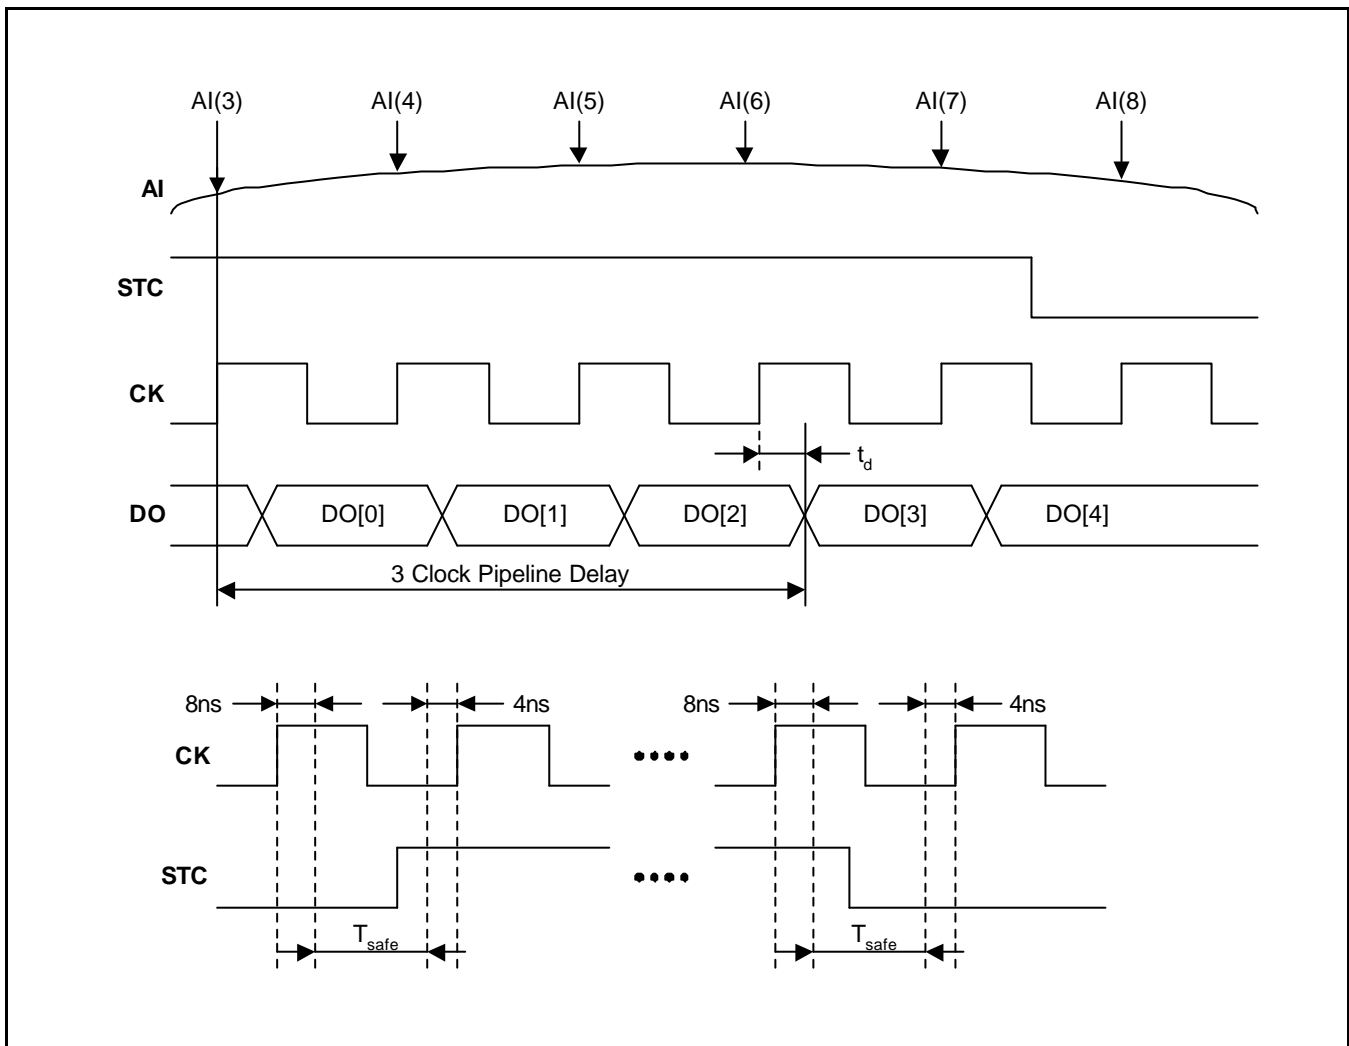 AI(3) AI(4) AI(5) AI(6) AI(7) AI(8)
AI
STC
CK
td
DO DO[0] DO[1] DO[2] DO[3] DO[4]
3 Clock Pipeline Delay
8ns 4ns 8ns 4ns
CK
STC
Tsafe Tsafe